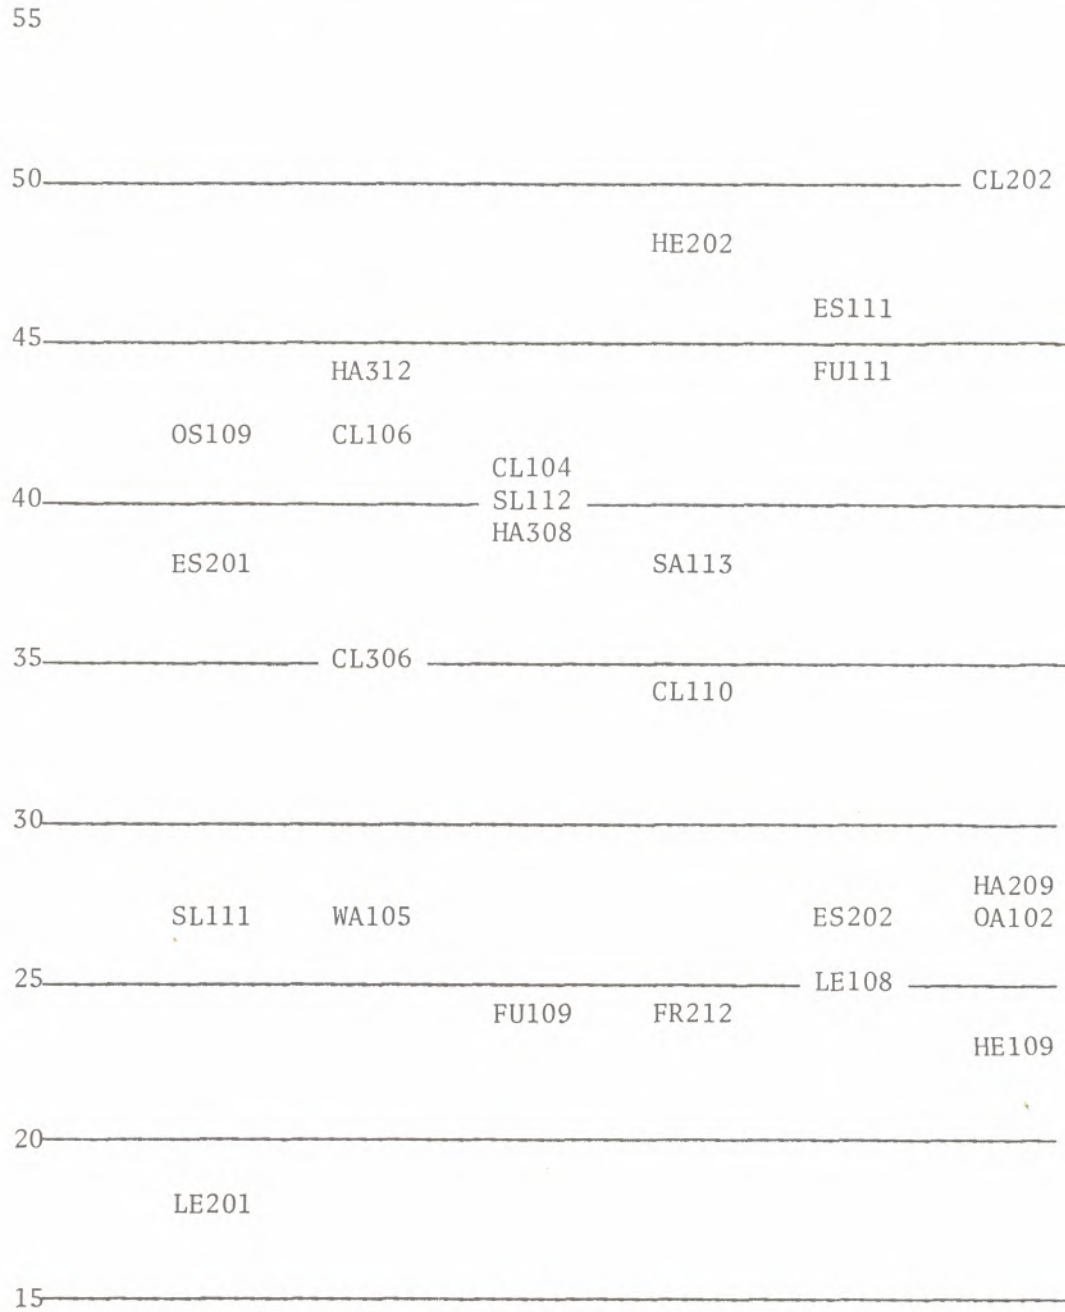 55
50 CL202
HE202
ES111
45
HA312 FU111
OS109 CL106
CL104
40 SL112
HA308
ES201 SA113
35 CL306
CL110
30
HA209
SL111 WA105 ES202 OA102
25 LE108
FU109 FR212
HE109
20
LE201
15